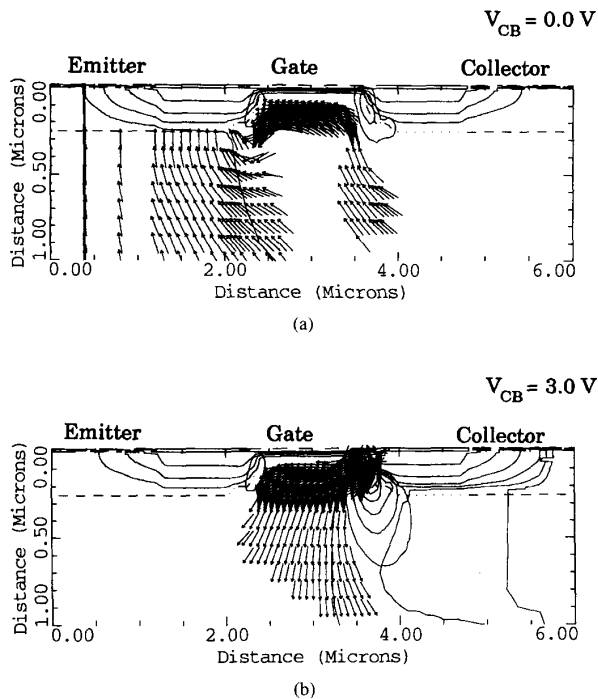 V_CB = 0.0 V
Emitter Gate Collector
Distance (Microns)
0.00
0.50
1.00
0.00 2.00 4.00 6.00
Distance (Microns)
(a)
V_CB = 3.0 V
Emitter Gate Collector
Distance (Microns)
0.00
0.50
1.00
0.00 2.00 4.00 6.00
Distance (Microns)
(b)